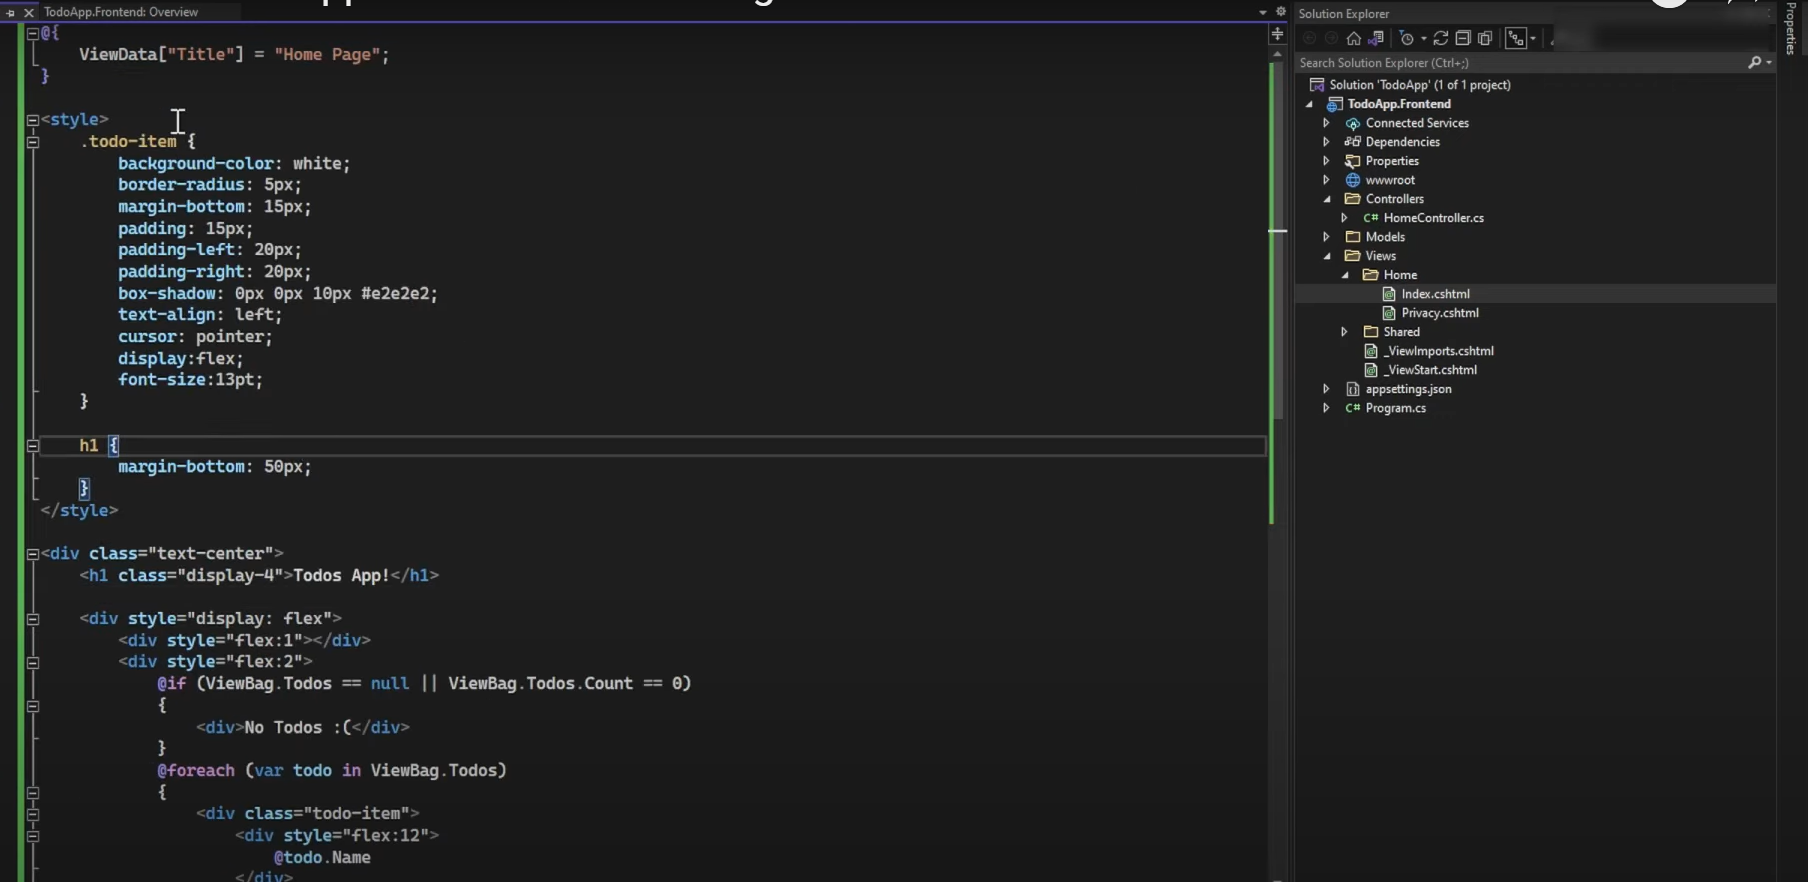 TodoApp.Frontend: Overview
@{
ViewData["Title"] = "Home Page";
}
<style>
.todo-item {
background-color: white;
border-radius: 5px;
margin-bottom: 15px;
padding: 15px;
padding-left: 20px;
padding-right: 20px;
box-shadow: 0px 0px 10px #e2e2e2;
text-align: left;
cursor: pointer;
display:flex;
font-size:13pt;
}
h1 {
margin-bottom: 50px;
}
</style>
<div class="text-center">
<h1 class="display-4">Todos App!</h1>
<div style="display: flex">
<div style="flex:1"></div>
<div style="flex:2">
@if (ViewBag.Todos == null || ViewBag.Todos.Count == 0)
{
<div>No Todos :(</div>
}
@foreach (var todo in ViewBag.Todos)
{
<div class="todo-item">
<div style="flex:12">
@todo.Name
</div>
Solution Explorer
Search Solution Explorer (Ctrl+;)
Solution 'TodoApp' (1 of 1 project)
TodoApp.Frontend
Connected Services
Dependencies
Properties
wwwroot
Controllers
C# HomeController.cs
Models
Views
Home
Index.cshtml
Privacy.cshtml
Shared
_ViewImports.cshtml
_ViewStart.cshtml
appsettings.json
C# Program.cs
Properties